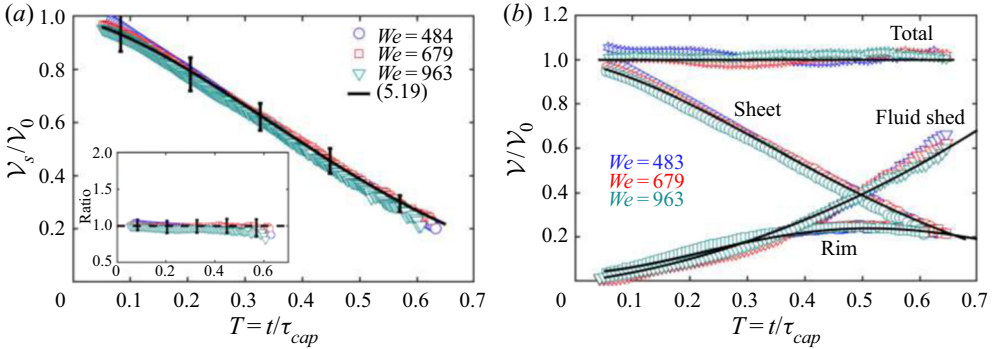 (a)
1.0
0.8
0.6
0.4
0.2
0
0.1
0.2
0.3
0.4
0.5
0.6
0.7
𝒱s/𝒱0
T = t/τcap
We = 484
We = 679
We = 963
(5.19)
2.0
1.5
1.0
0.5
Ratio
0
0.2
0.4
0.6
(b)
1.2
1.0
0.8
0.6
0.4
0.2
0
0.1
0.2
0.3
0.4
0.5
0.6
0.7
𝒱/𝒱0
T = t/τcap
Total
Sheet
Fluid shed
We = 483
We = 679
We = 963
Rim